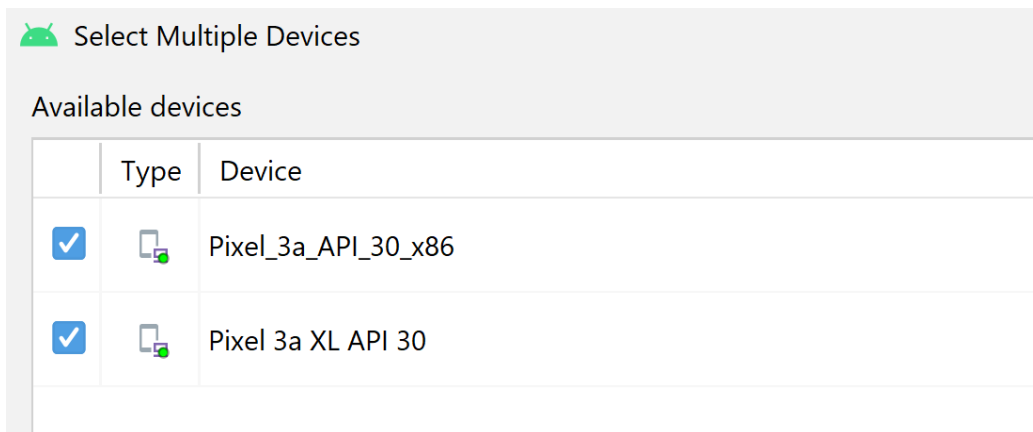 Select Multiple Devices
Available devices
Type Device
Pixel_3a_API_30_x86
Pixel 3a XL API 30